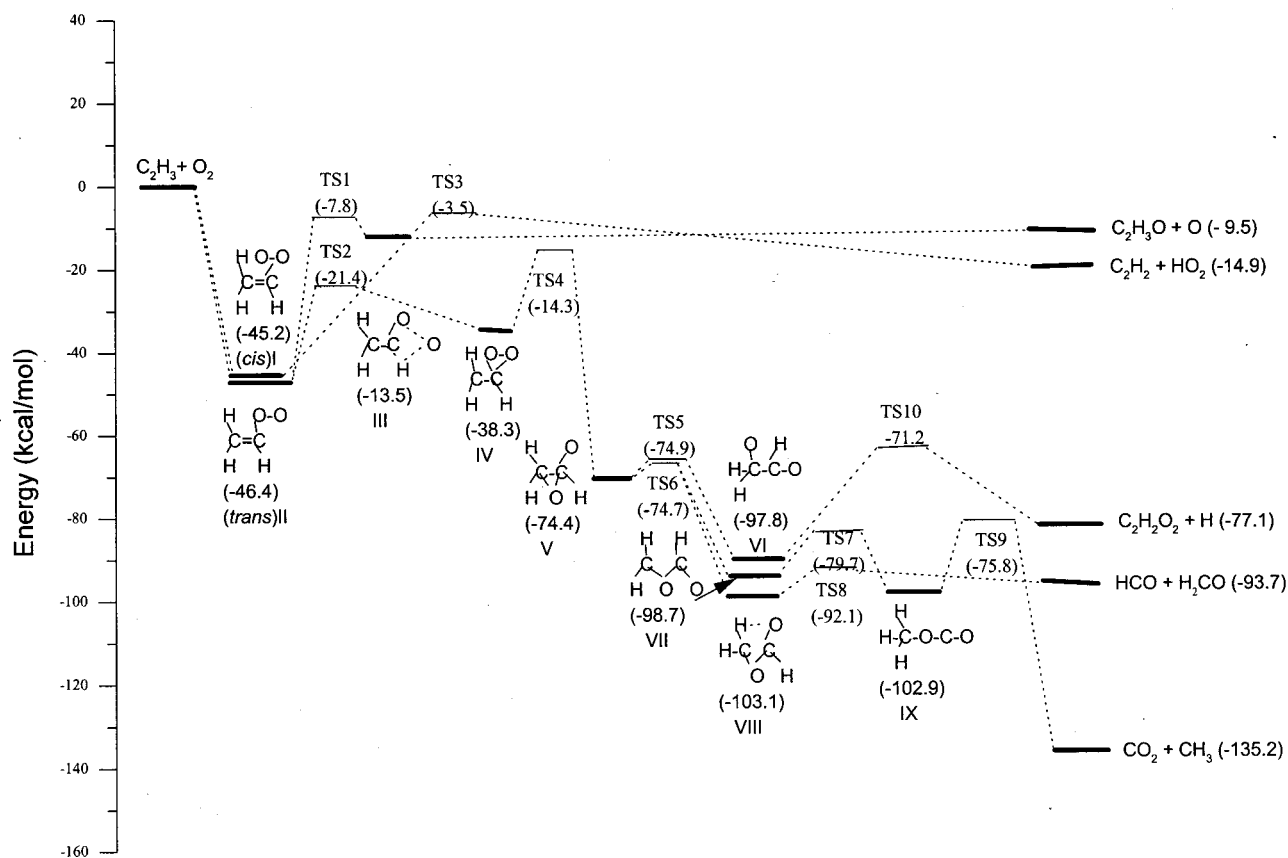 40
20
0
-20
-40
-60
-80
-100
-120
-140
-160
Energy (kcal/mol)
C₂H₃+ O₂
H O-O
C=C
H H
(-45.2)
(cis)I
H O-O
C=C
H H
(-46.4)
(trans)II
TS1
(-7.8)
TS2
(-21.4)
TS3
(-3.5)
H O
C-C O
H H
(-13.5)
III
H O-O
C-C
H H
(-38.3)
IV
TS4
(-14.3)
H O
C-C
H O H
(-74.4)
V
TS5
(-74.9)
TS6
(-74.7)
O H
H-C-C-O
H
(-97.8)
VI
H H
C C
H O O
(-98.7)
VII
H O
H-C C
O H
(-103.1)
VIII
TS7
(-79.7)
TS8
(-92.1)
H
H-C-O-C-O
H
(-102.9)
IX
TS9
(-75.8)
TS10
-71.2
C₂H₃O + O (- 9.5)
C₂H₂ + HO₂ (-14.9)
C₂H₂O₂ + H (-77.1)
HCO + H₂CO (-93.7)
CO₂ + CH₃ (-135.2)